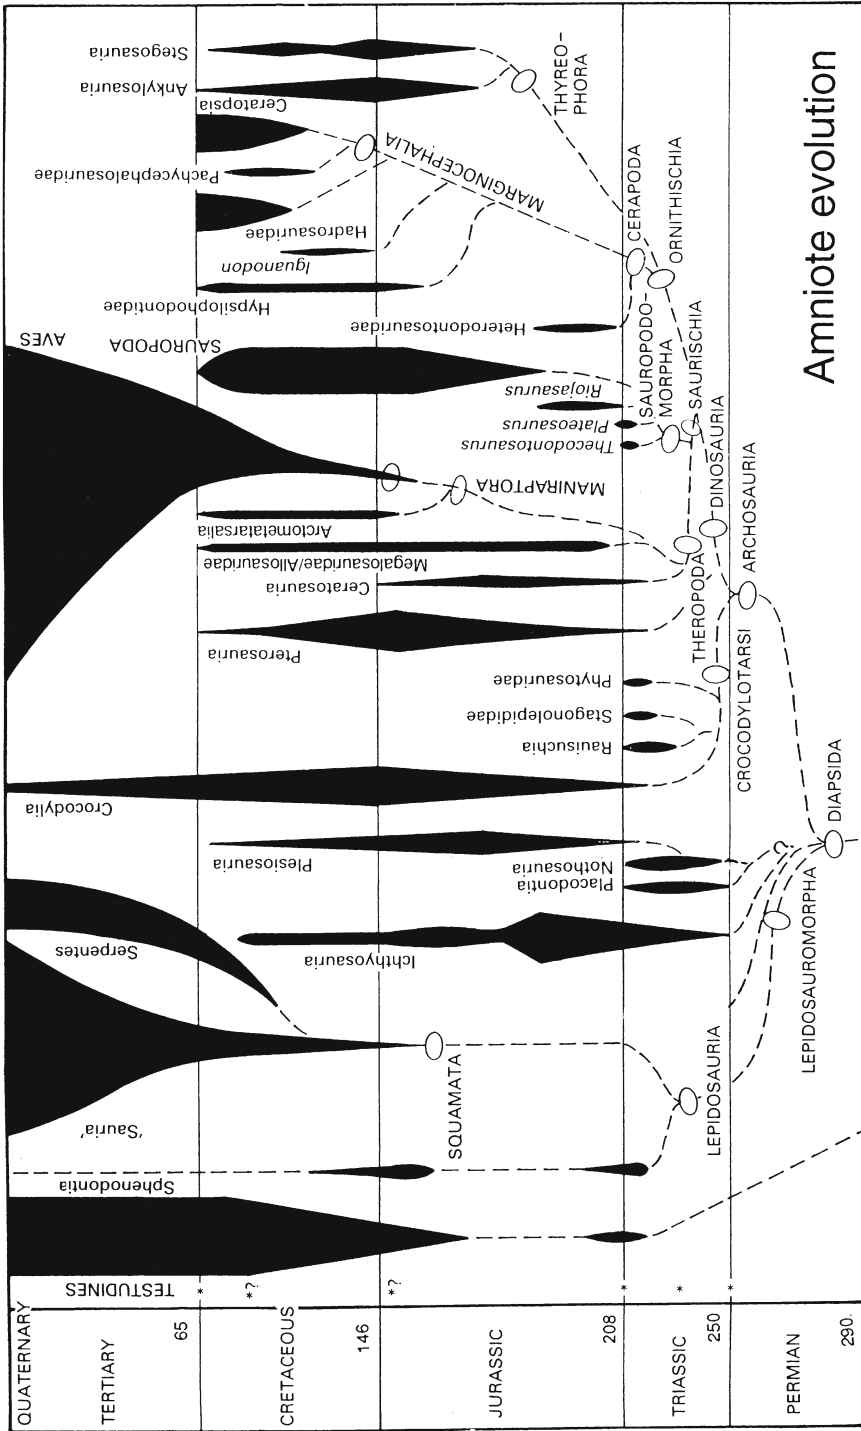 Stegosauria
Ankylosauria
Ceratopsia
Pachycephalosauridae
Hadrosauridae
Iguanodon
Hypsilophodontidae
Heterodontosauridae
THYREO-
PHORA
MARGINOCEPHALIA
CERAPODA
ORNITHISCHIA
Amniote evolution
AVES
SAUROPODA
Riojasaurus
Plateosaurus
Thecodontosaurus
SAUROPODO-
MORPHA
SAURISCHIA
MANIRAPTORA
Arctometatarsalia
Megalosauridae/Allosauridae
Ceratosauria
Pterosauria
THEROPODA
DINOSAURIA
ARCHOSAURIA
Phytosauridae
Stagonolepididae
Rauisuchia
CROCODYLOTARSI
Crocodylia
Plesiosauria
Nothosauria
Placodontia
?
DIAPSIDA
Ichthyosauria
LEPIDOSAUROMORPHA
Serpentes
'Sauria'
SQUAMATA
LEPIDOSAURIA
Sphenodontia
TESTUDINES
*
*?
*?
*
*
*
QUATERNARY
TERTIARY
65
CRETACEOUS
146
JURASSIC
208
TRIASSIC
250
PERMIAN
290.